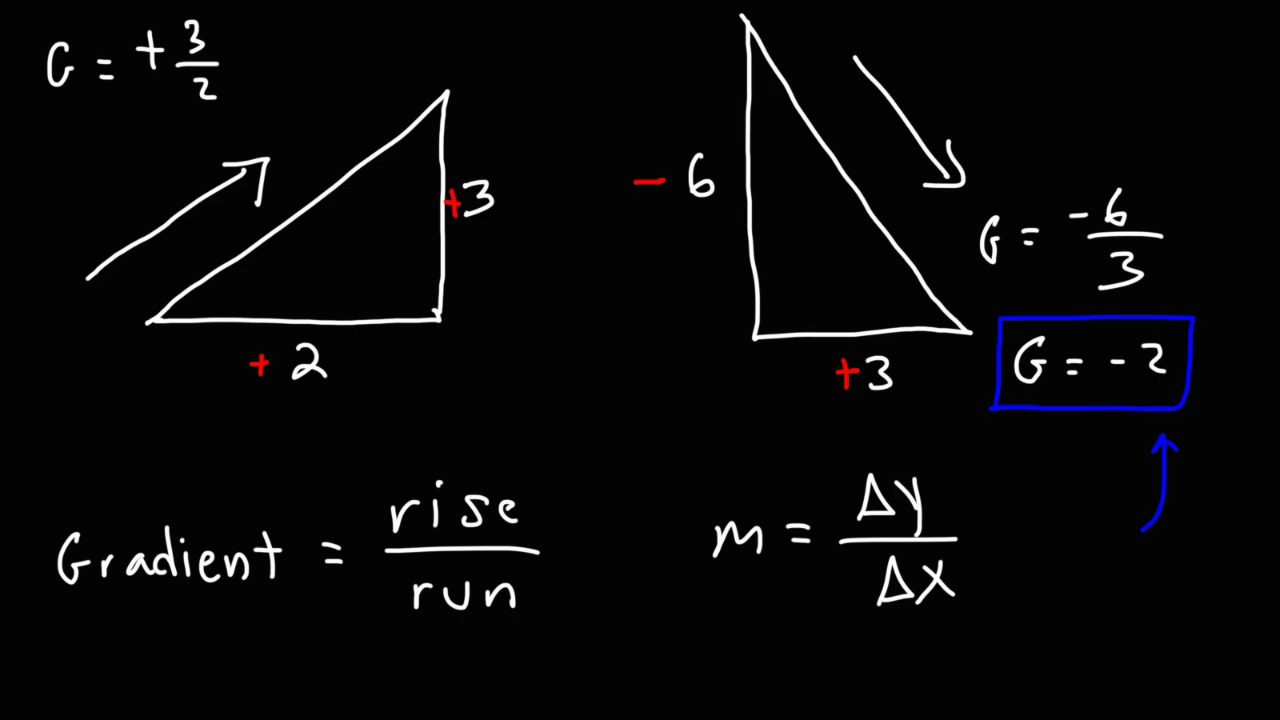 G = + 3/2
+3
+ 2
- 6
+3
G = -6/3
G = -2
Gradient = rise/run
m = Δy/Δx